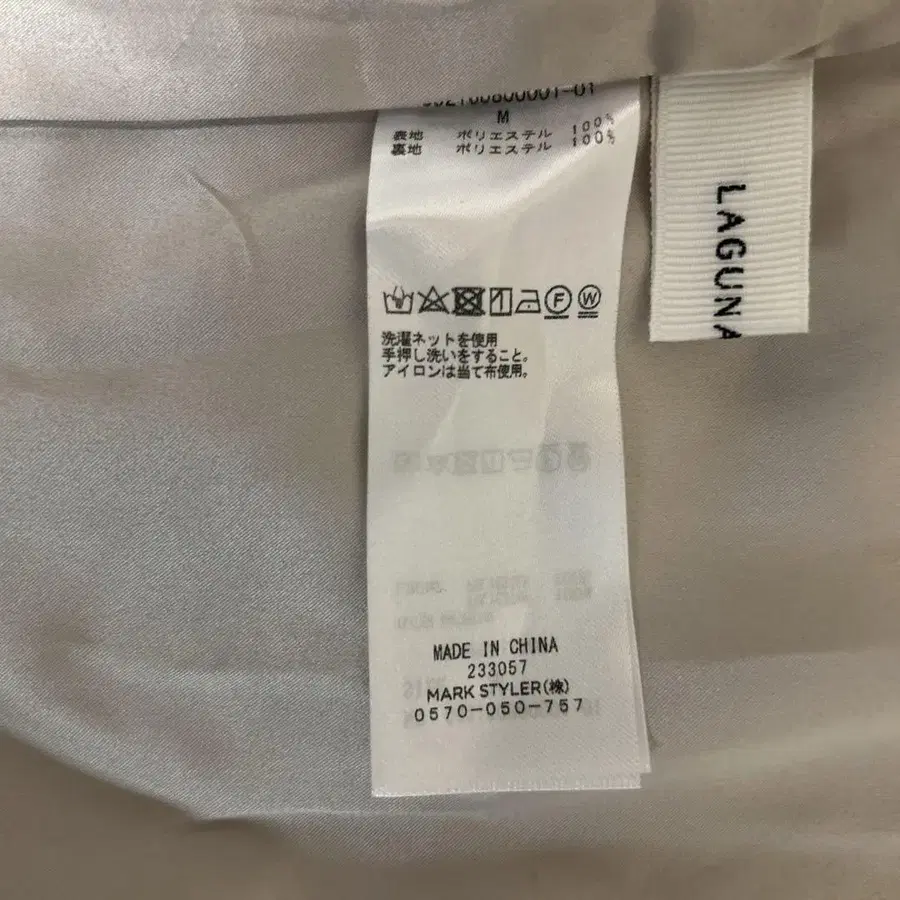 M
表地 ポリエステル 100%
裏地 ポリエステル 100%
F W
洗濯ネットを使用
手押し洗いをすること。
アイロンは当て布使用。
MADE IN CHINA
233057
MARK STYLER(株)
0570-050-757
LAGUNA